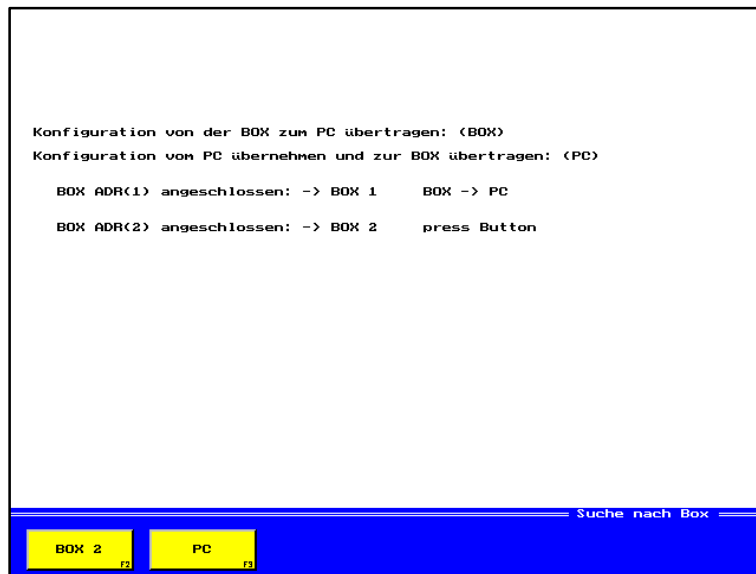 Konfiguration von der BOX zum PC übertragen: (BOX)
Konfiguration vom PC übernehmen und zur BOX übertragen: (PC)
BOX ADR(1) angeschlossen: -> BOX 1 BOX -> PC
BOX ADR(2) angeschlossen: -> BOX 2 press Button
Suche nach Box
BOX 2 F2 PC F3